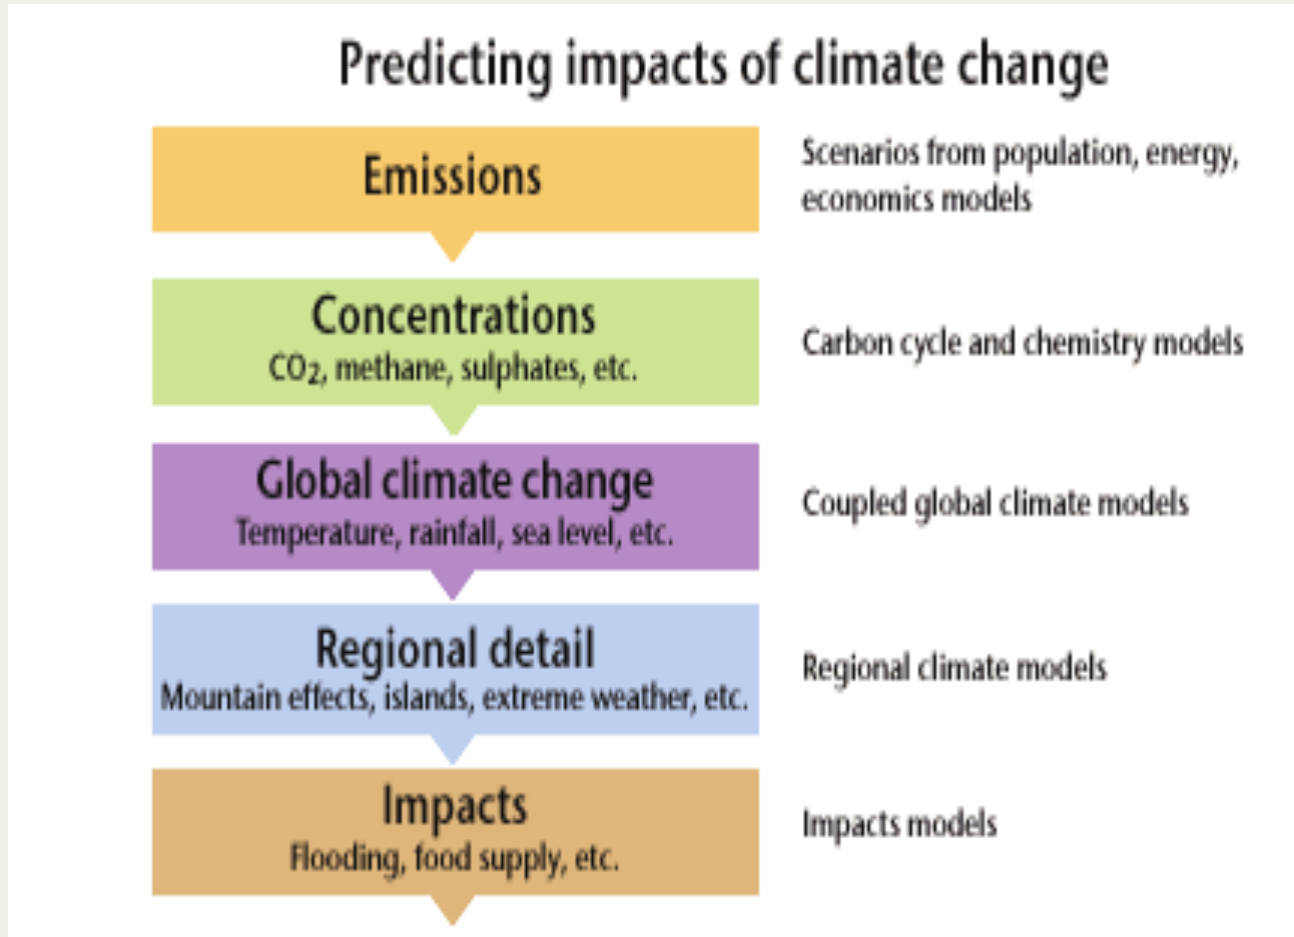 Predicting impacts of climate change
Emissions
Scenarios from population, energy,
economics models
Concentrations
CO₂, methane, sulphates, etc.
Carbon cycle and chemistry models
Global climate change
Temperature, rainfall, sea level, etc.
Coupled global climate models
Regional detail
Mountain effects, islands, extreme weather, etc.
Regional climate models
Impacts
Flooding, food supply, etc.
Impacts models